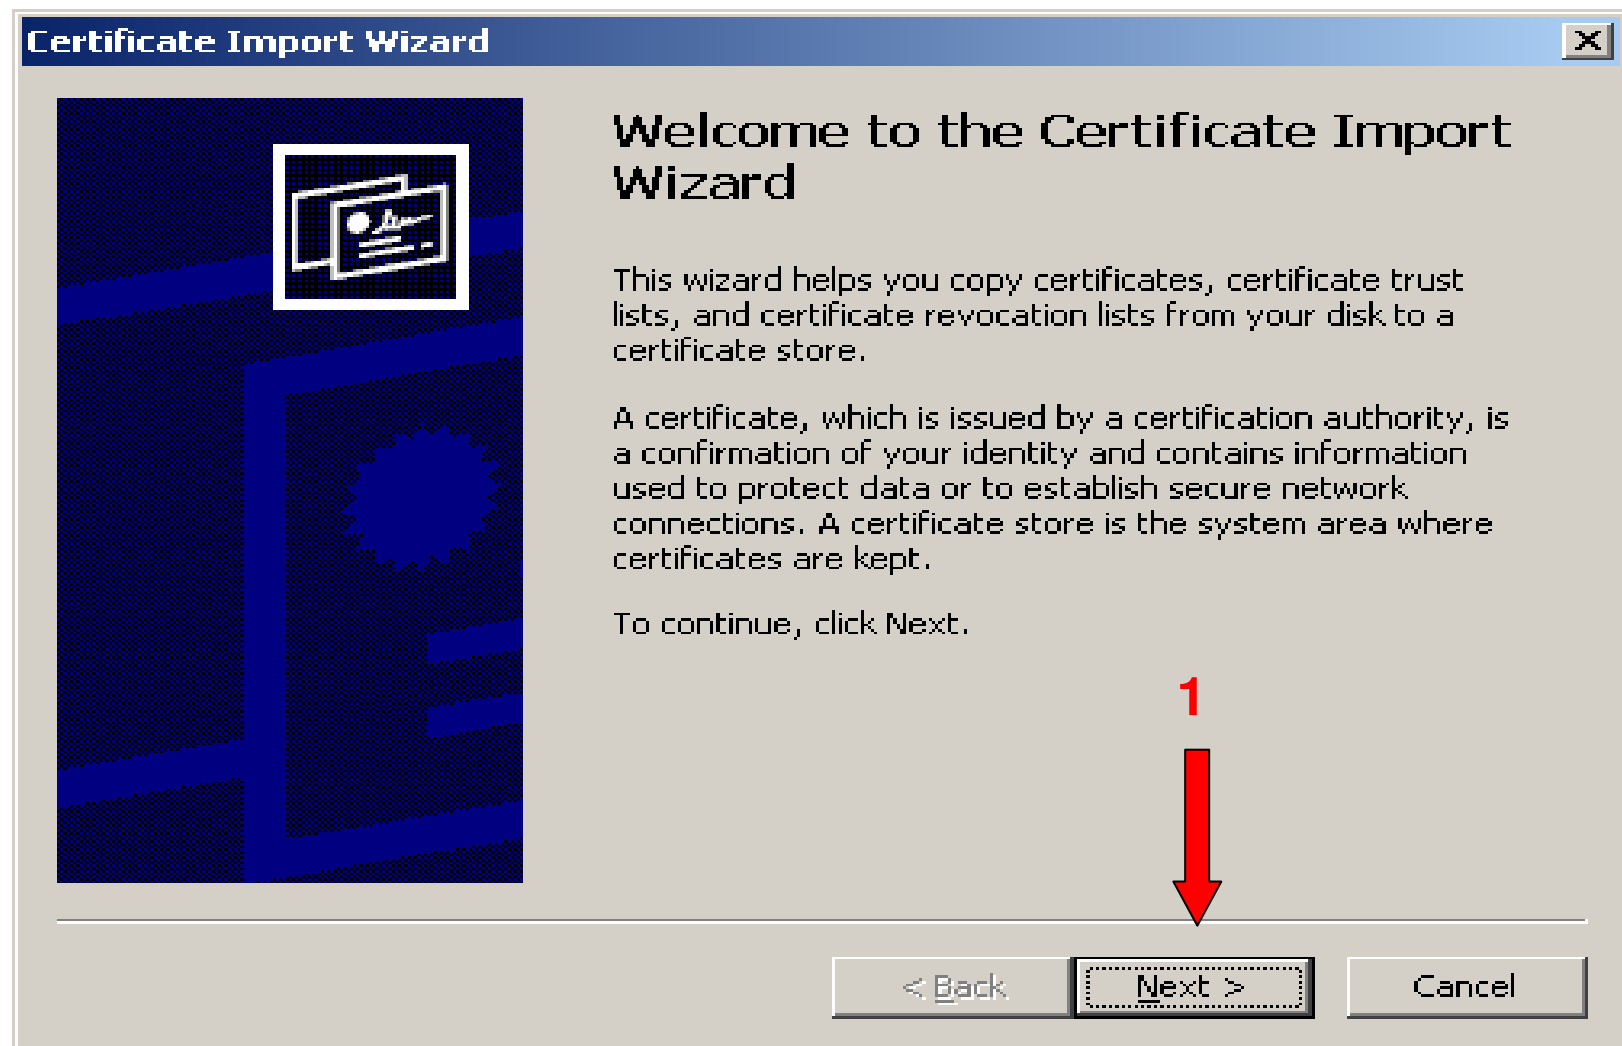 Certificate Import Wizard
Welcome to the Certificate Import
Wizard
This wizard helps you copy certificates, certificate trust
lists, and certificate revocation lists from your disk to a
certificate store.
A certificate, which is issued by a certification authority, is
a confirmation of your identity and contains information
used to protect data or to establish secure network
connections. A certificate store is the system area where
certificates are kept.
To continue, click Next.
1
< Back Next > Cancel